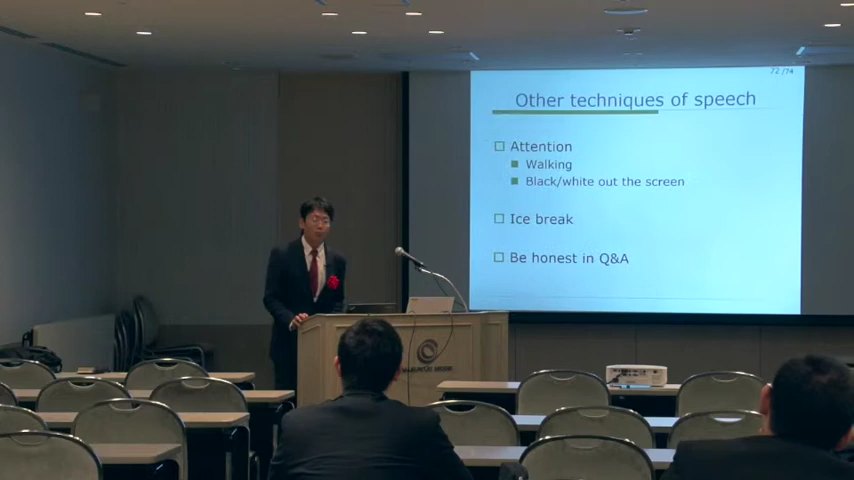 72 /74
Other techniques of speech
Attention
Walking
Black/white out the screen
Ice break
Be honest in Q&A